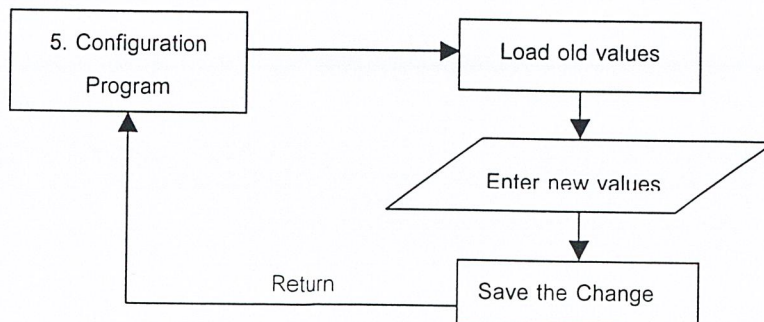 5. Configuration
Program
Load old values
Enter new values
Save the Change
Return